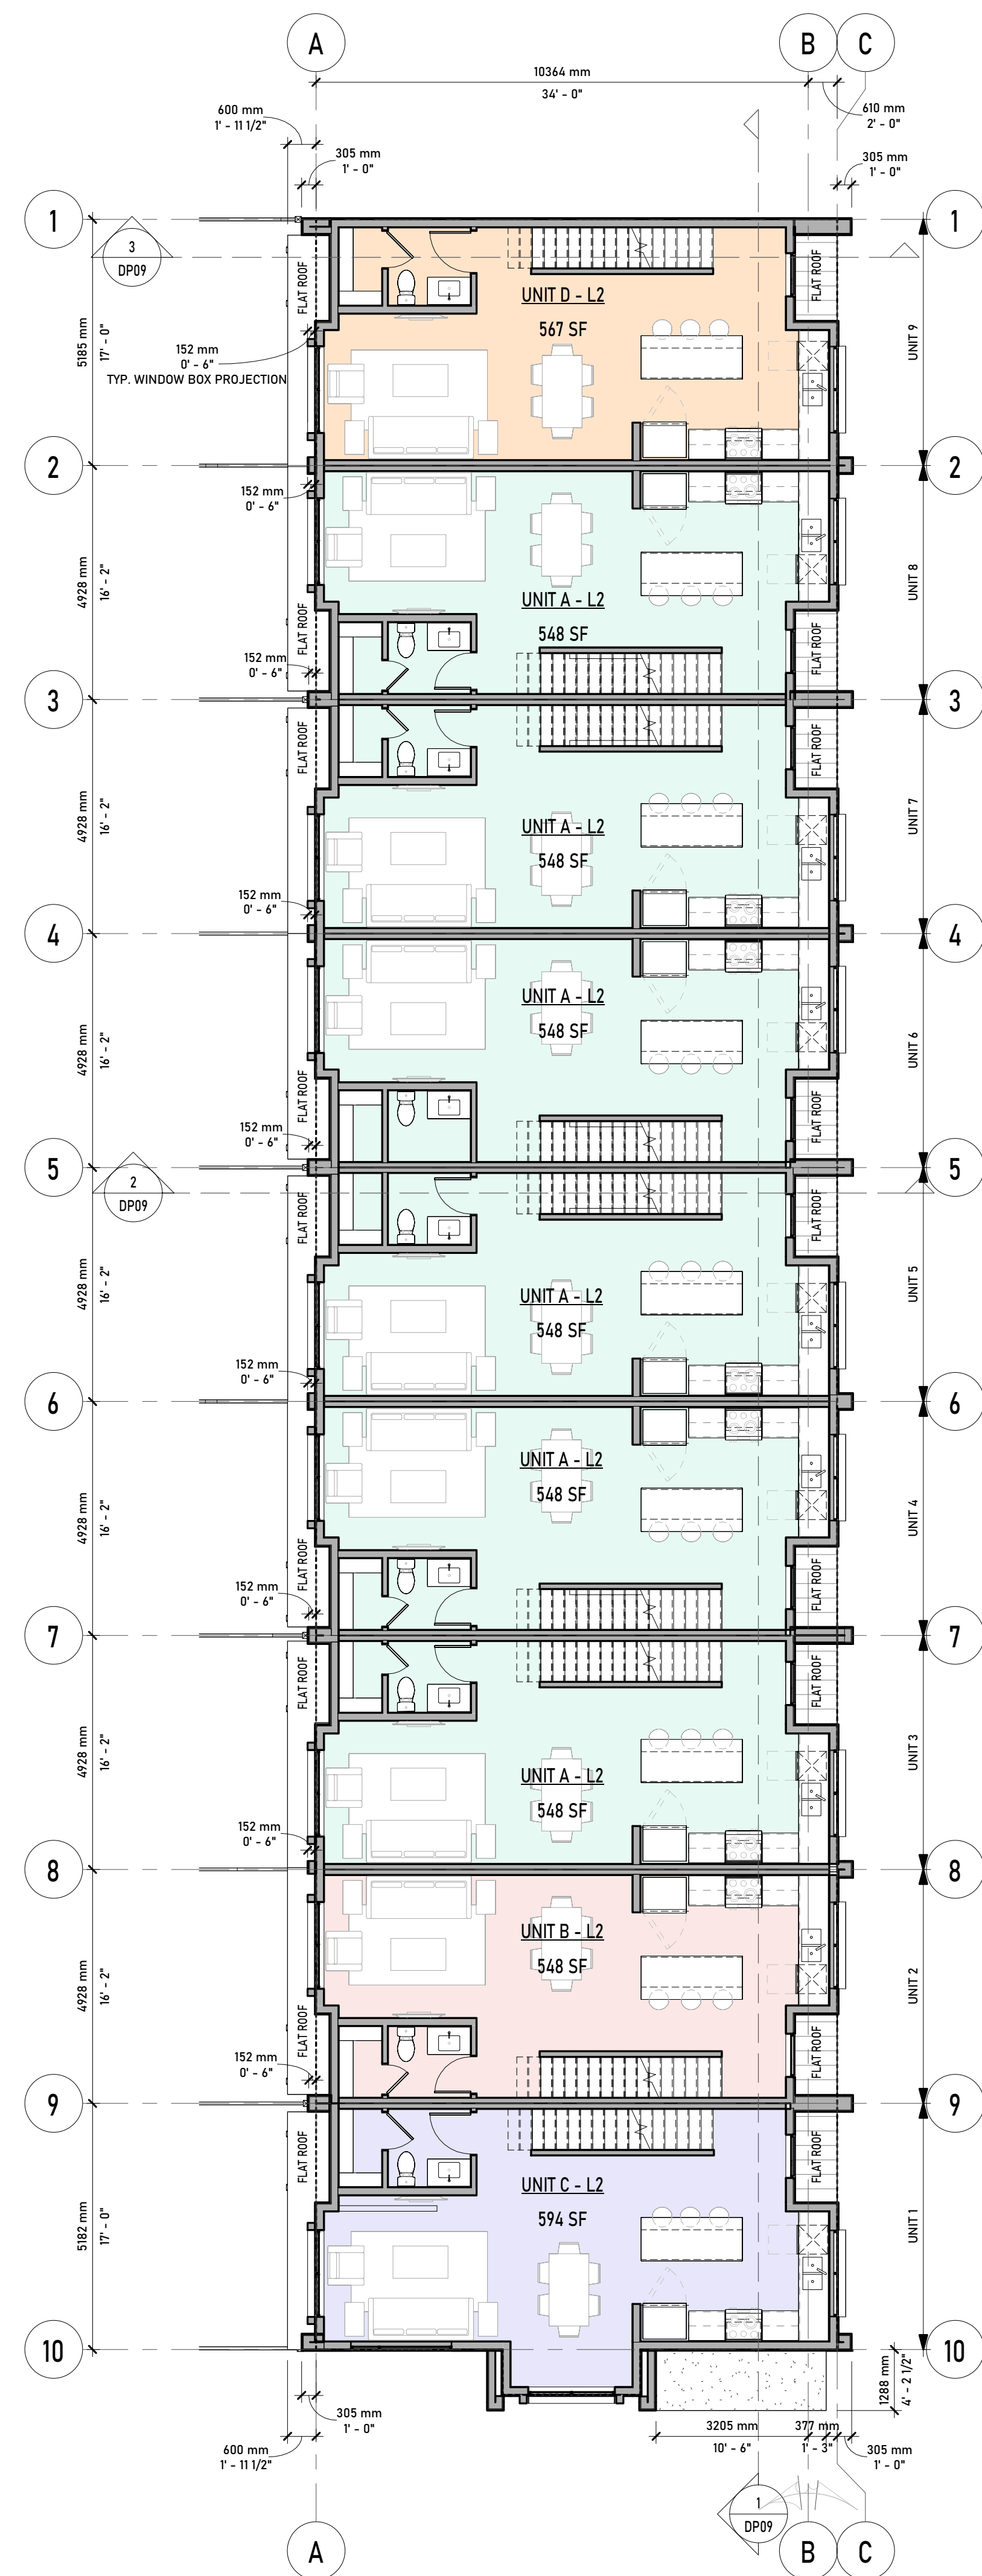 A
B
C
10364 mm
34' - 0"
600 mm
1' - 11 1/2"
610 mm
2' - 0"
305 mm
1' - 0"
305 mm
1' - 0"
1
1
3
DP09
FLAT ROOF
FLAT ROOF
UNIT D - L2
567 SF
5185 mm
17' - 0"
152 mm
0' - 6"
TYP. WINDOW BOX PROJECTION
UNIT 9
2
2
152 mm
0' - 6"
4928 mm
16' - 2"
UNIT A - L2
548 SF
UNIT 8
FLAT ROOF
FLAT ROOF
152 mm
0' - 6"
3
3
FLAT ROOF
FLAT ROOF
4928 mm
16' - 2"
UNIT A - L2
548 SF
UNIT 7
152 mm
0' - 6"
4
4
UNIT A - L2
548 SF
4928 mm
16' - 2"
UNIT 6
FLAT ROOF
FLAT ROOF
152 mm
0' - 6"
5
5
2
DP09
FLAT ROOF
FLAT ROOF
4928 mm
16' - 2"
UNIT A - L2
548 SF
UNIT 5
152 mm
0' - 6"
6
6
UNIT A - L2
548 SF
4928 mm
16' - 2"
UNIT 4
FLAT ROOF
FLAT ROOF
152 mm
0' - 6"
7
7
FLAT ROOF
FLAT ROOF
4928 mm
16' - 2"
UNIT A - L2
548 SF
UNIT 3
152 mm
0' - 6"
8
8
UNIT B - L2
548 SF
4928 mm
16' - 2"
UNIT 2
FLAT ROOF
FLAT ROOF
152 mm
0' - 6"
9
9
FLAT ROOF
FLAT ROOF
UNIT C - L2
594 SF
5182 mm
17' - 0"
UNIT 1
10
10
1288 mm
4' - 2 1/2"
305 mm
1' - 0"
3205 mm
10' - 6"
377 mm
1' - 3"
600 mm
1' - 11 1/2"
305 mm
1' - 0"
1
DP09
A
B
C